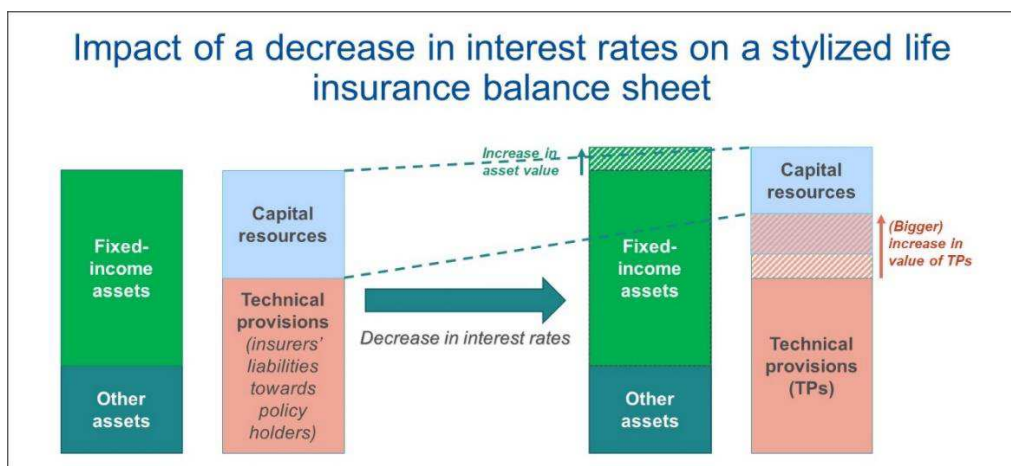 Impact of a decrease in interest rates on a stylized life
insurance balance sheet
Fixed-
income
assets
Other
assets
Capital
resources
Technical
provisions
(insurers’
liabilities
towards
policy
holders)
Decrease in interest rates
Increase in
asset value
Fixed-
income
assets
Other
assets
Capital
resources
Technical
provisions
(TPs)
(Bigger)
increase in
value of TPs